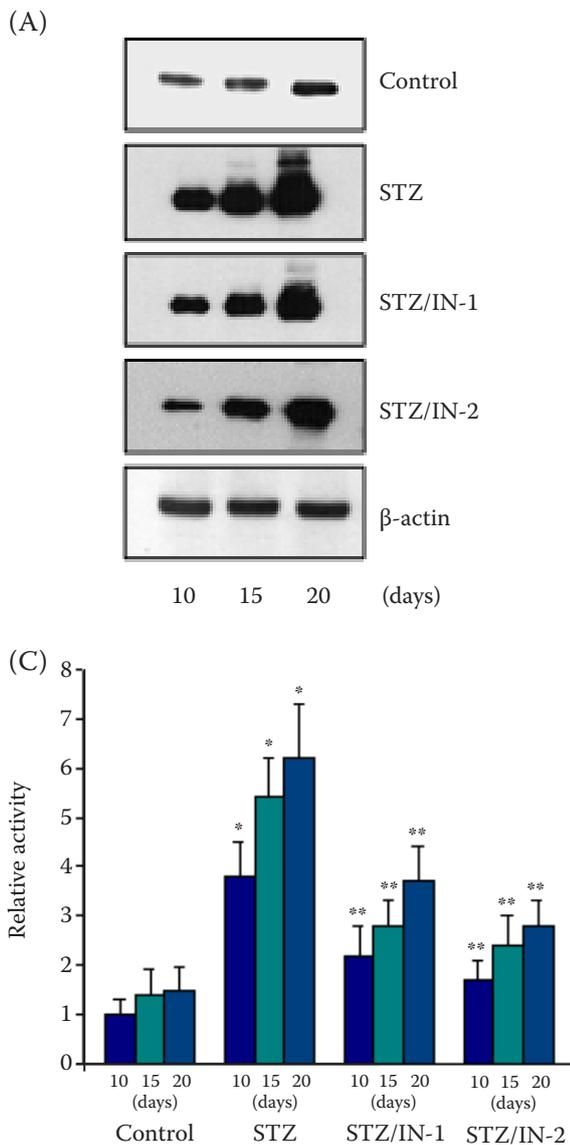 (A)
Control
STZ
STZ/IN-1
STZ/IN-2
β-actin
10 15 20 (days)
(C)
Relative activity
8
7
6
5
4
3
2
1
0
* * *
** ** **
** ** **
10 15 20 10 15 20 10 15 20 10 15 20
(days) (days) (days) (days)
Control STZ STZ/IN-1 STZ/IN-2